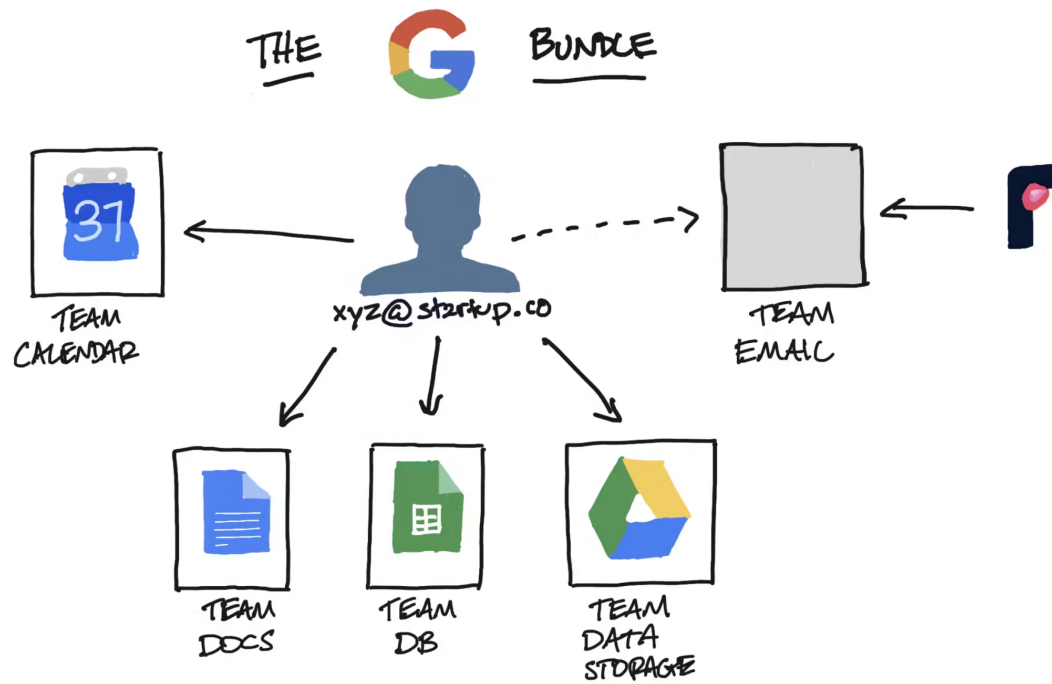 THE G BUNDLE
31
xyz@startup.co
TEAM
CALENDAR
TEAM
EMAIL
TEAM
DOCS
TEAM
DB
TEAM
DATA
STORAGE